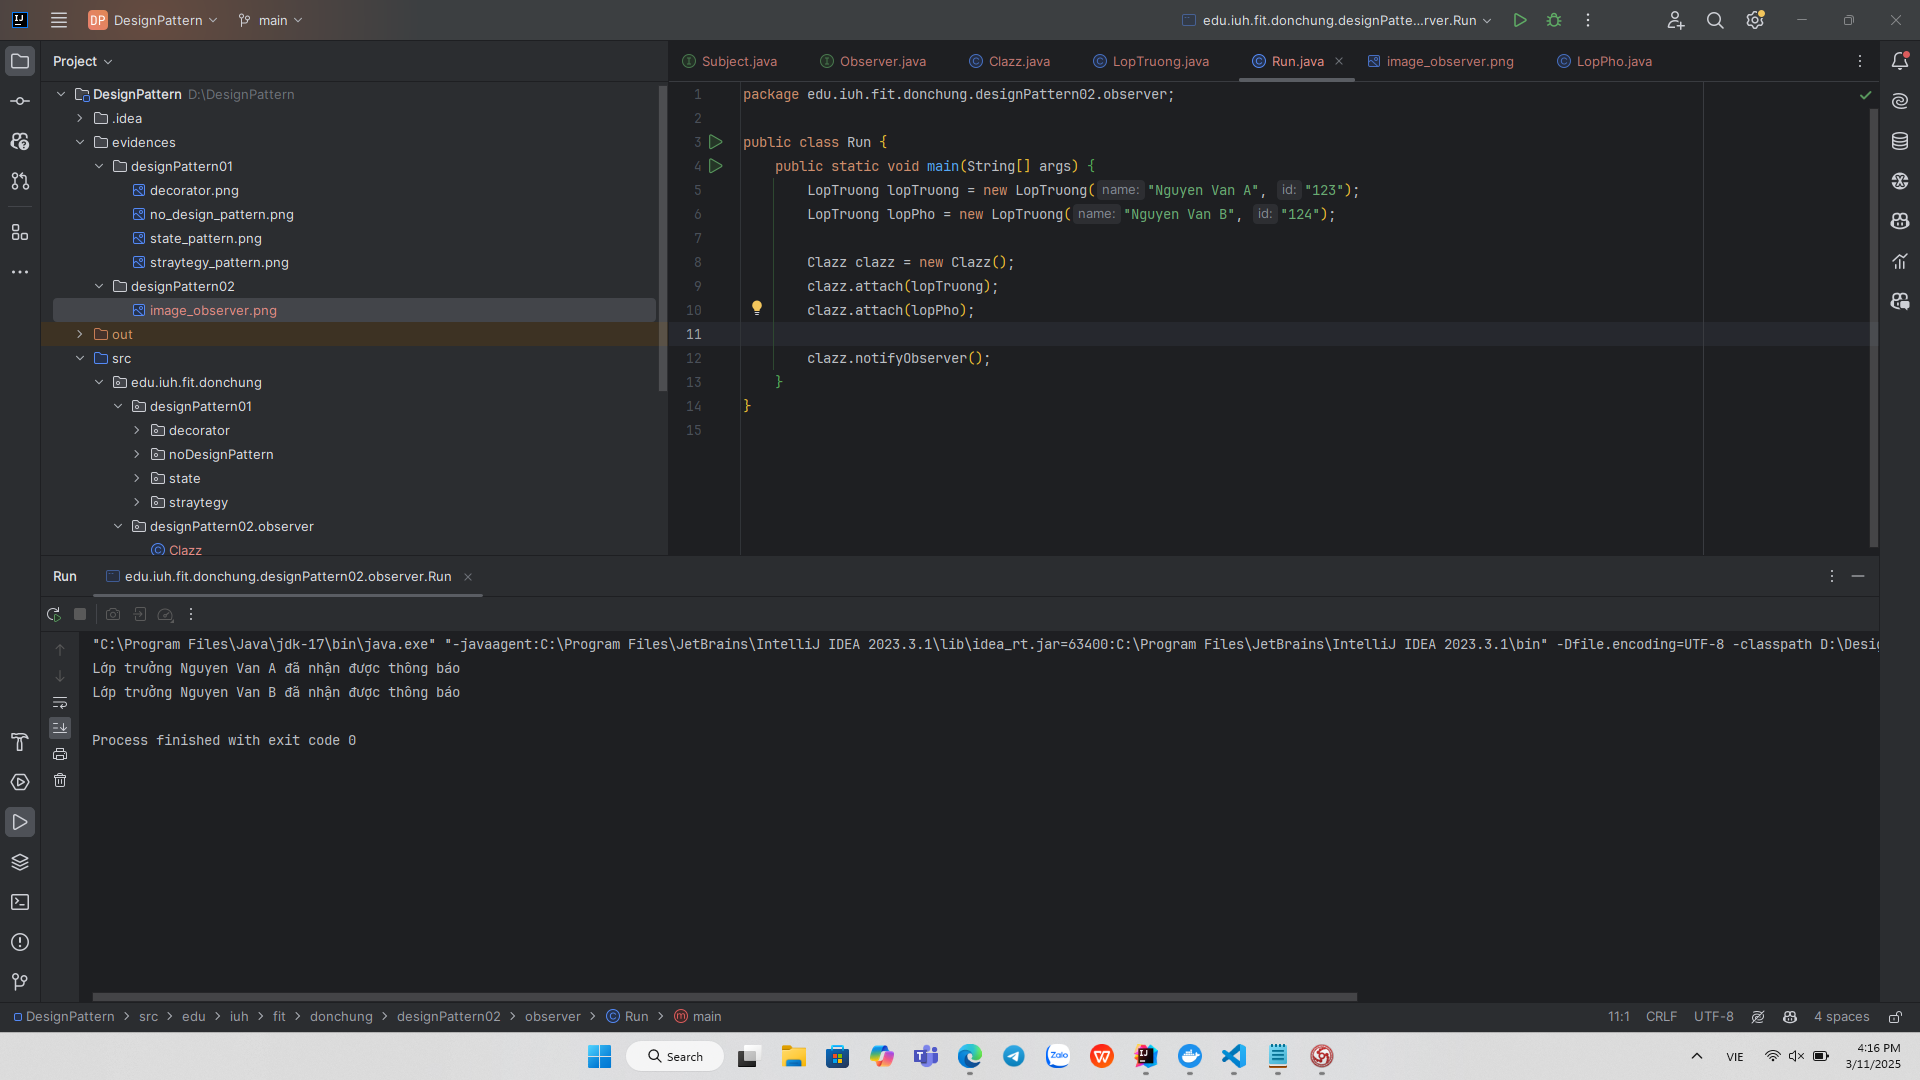 DP DesignPattern main edu.iuh.fit.donchung.designPatte...rver.Run
Project
Subject.java Observer.java Clazz.java LopTruong.java Run.java image_observer.png LopPho.java
DesignPattern D:\DesignPattern
.idea
evidences
designPattern01
decorator.png
no_design_pattern.png
state_pattern.png
straytegy_pattern.png
designPattern02
image_observer.png
out
src
edu.iuh.fit.donchung
designPattern01
decorator
noDesignPattern
state
straytegy
designPattern02.observer
Clazz
1 package edu.iuh.fit.donchung.designPattern02.observer;
2
3 public class Run {
4 public static void main(String[] args) {
5 LopTruong lopTruong = new LopTruong( name: "Nguyen Van A", id: "123");
6 LopTruong lopPho = new LopTruong( name: "Nguyen Van B", id: "124");
7
8 Clazz clazz = new Clazz();
9 clazz.attach(lopTruong);
10 clazz.attach(lopPho);
11
12 clazz.notifyObserver();
13 }
14 }
15
Run edu.iuh.fit.donchung.designPattern02.observer.Run
"C:\Program Files\Java\jdk-17\bin\java.exe" "-javaagent:C:\Program Files\JetBrains\IntelliJ IDEA 2023.3.1\lib\idea_rt.jar=63400:C:\Program Files\JetBrains\IntelliJ IDEA 2023.3.1\bin" -Dfile.encoding=UTF-8 -classpath D:\Desig
Lớp trưởng Nguyen Van A đã nhận được thông báo
Lớp trưởng Nguyen Van B đã nhận được thông báo
Process finished with exit code 0
DesignPattern > src > edu > iuh > fit > donchung > designPattern02 > observer > Run > main 11:1 CRLF UTF-8 4 spaces
Search
Zalo
VIE
4:16 PM
3/11/2025